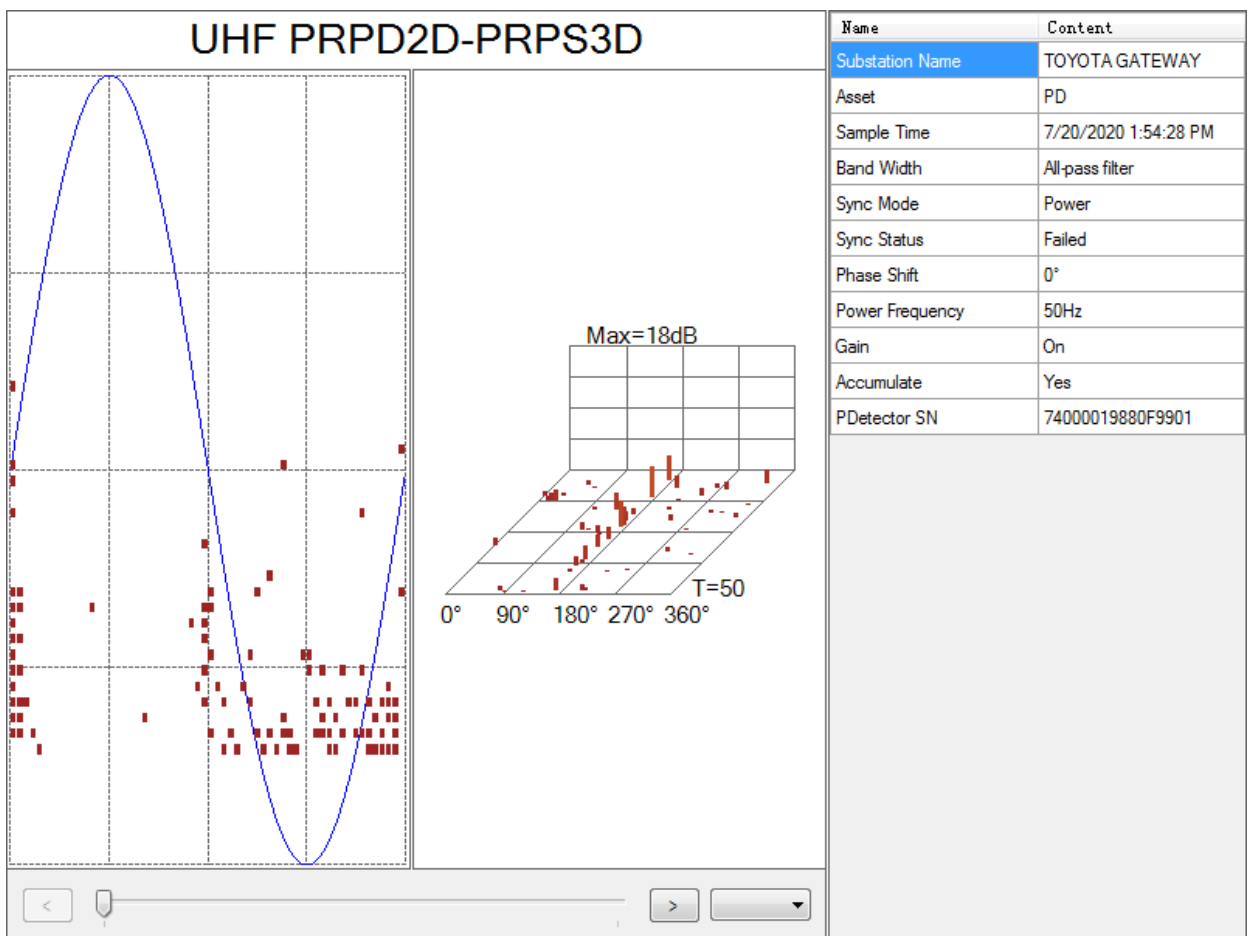 UHF PRPD2D-PRPS3D
Max=18dB
T=50
0° 90° 180° 270° 360°
< >
Name Content
Substation Name TOYOTA GATEWAY
Asset PD
Sample Time 7/20/2020 1:54:28 PM
Band Width All-pass filter
Sync Mode Power
Sync Status Failed
Phase Shift 0°
Power Frequency 50Hz
Gain On
Accumulate Yes
PDetector SN 74000019880F9901